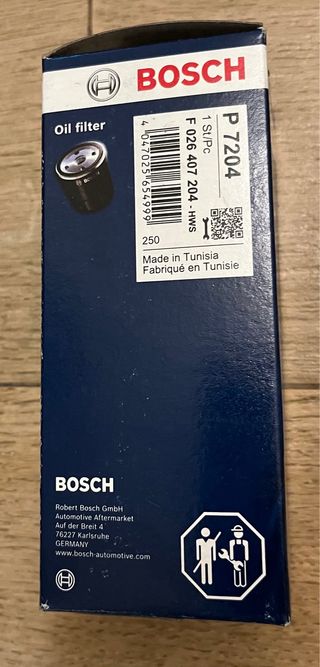 BOSCH
Oil filter
P 7204
1 St/Pc
F 026 407 204 - HWS
4 047025 654999
250
Made in Tunisia
Fabriqué en Tunisie
BOSCH
Robert Bosch GmbH
Automotive Aftermarket
Auf der Breit 4
76227 Karlsruhe
GERMANY
www.bosch-automotive.com